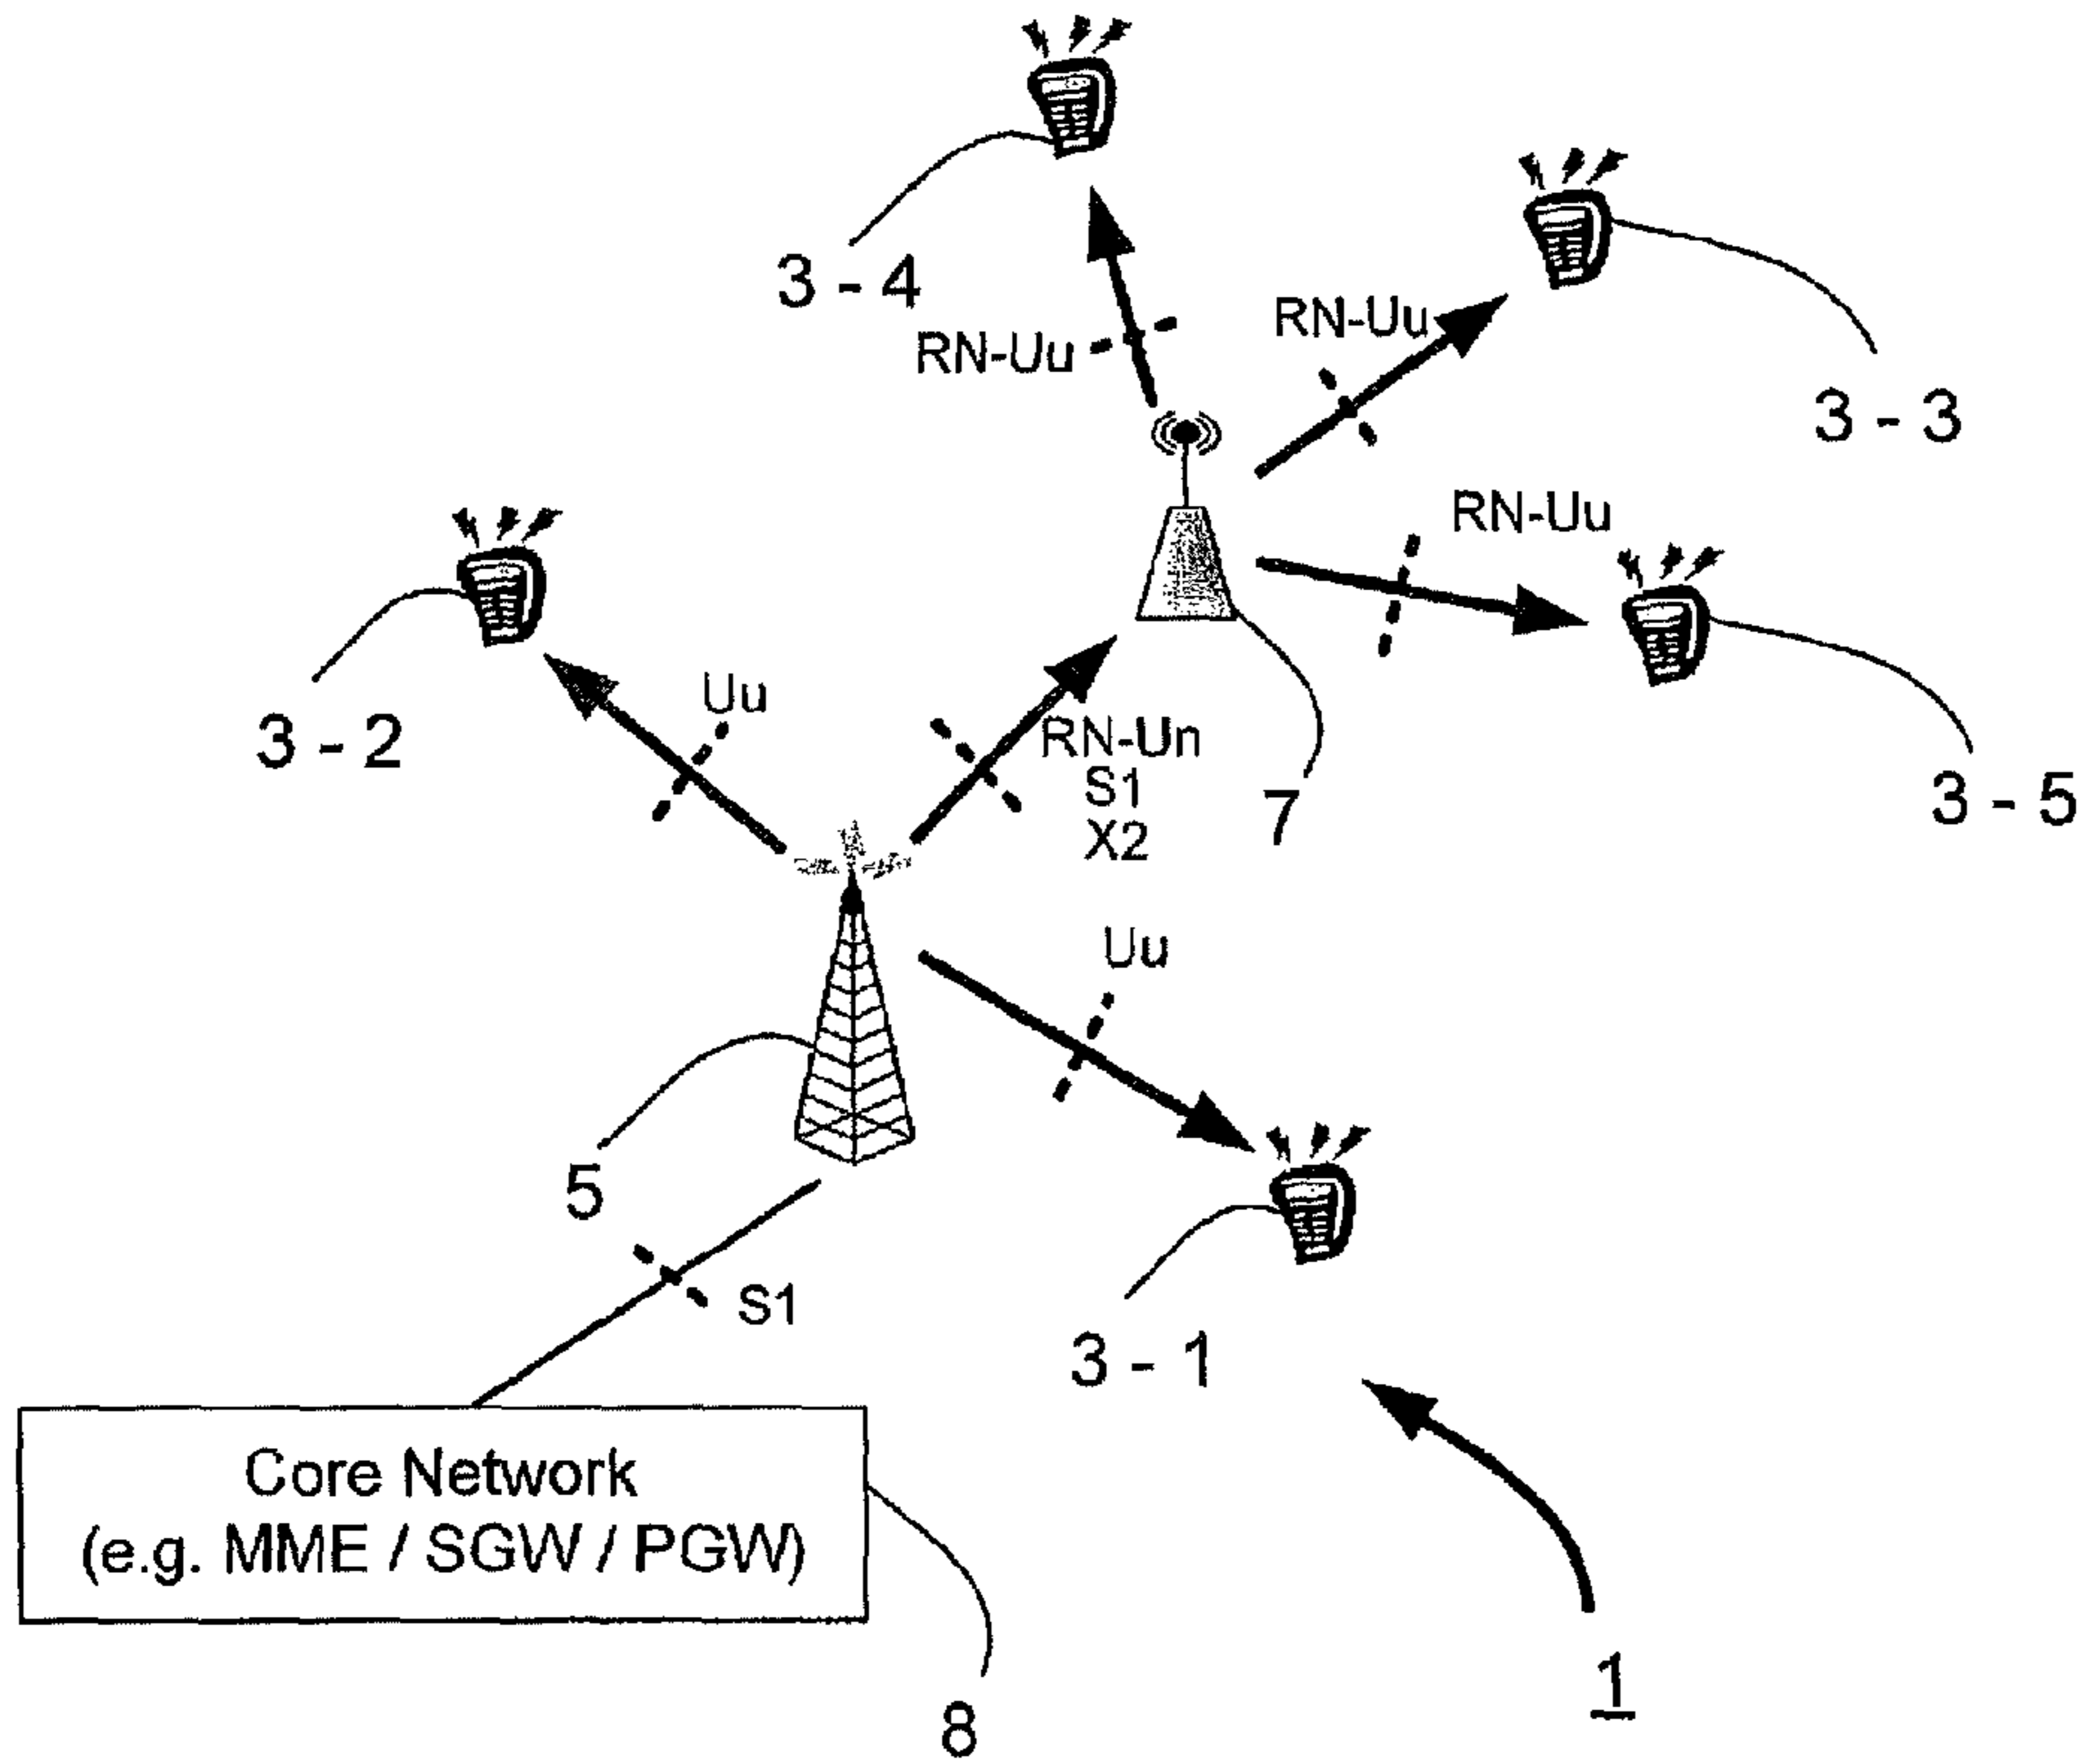 3 - 4
RN-Uu
RN-Uu
3 - 3
RN-Uu
3 - 2
Uu
RN-Un
S1
X2
7
3 - 5
Uu
5
S1
3 - 1
Core Network
(e.g. MME / SGW / PGW)
8
1